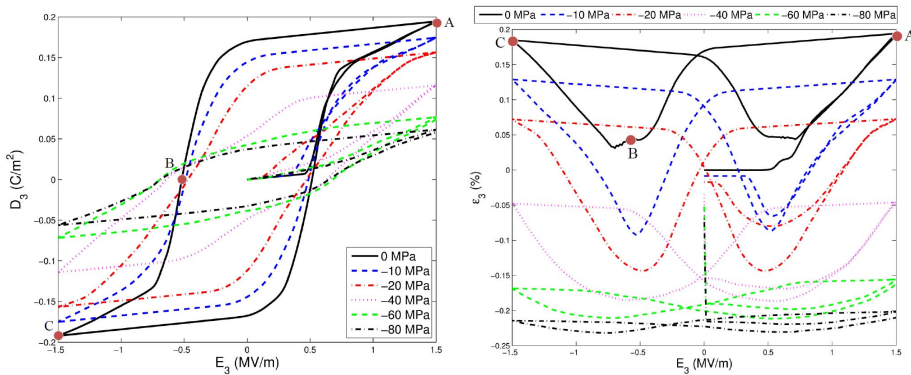 0.2
0.15
0.1
0.05
0
−0.05
−0.1
−0.15
−0.2
D3 (C/m²)
A
B
C
0 MPa
−10 MPa
−20 MPa
−40 MPa
−60 MPa
−80 MPa
−1.5 −1 −0.5 0 0.5 1 1.5
E3 (MV/m)
0 MPa −10 MPa −20 MPa −40 MPa −60 MPa −80 MPa
0.2
0.15
0.1
0.05
0
−0.05
−0.1
−0.15
−0.2
−0.25
ε3 (%)
C
A
B
−1.5 −1 −0.5 0 0.5 1 1.5
E3 (MV/m)